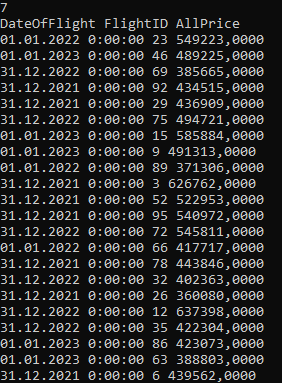 7
DateOfFlight FlightID AllPrice
01.01.2022 0:00:00 23 549223,0000
01.01.2023 0:00:00 46 489225,0000
31.12.2022 0:00:00 69 385665,0000
31.12.2021 0:00:00 92 434515,0000
31.12.2021 0:00:00 29 436909,0000
31.12.2022 0:00:00 75 494721,0000
01.01.2023 0:00:00 15 585884,0000
01.01.2023 0:00:00 9 491313,0000
01.01.2022 0:00:00 89 371306,0000
31.12.2021 0:00:00 3 626762,0000
31.12.2021 0:00:00 52 522953,0000
31.12.2021 0:00:00 95 540972,0000
31.12.2022 0:00:00 72 545811,0000
01.01.2022 0:00:00 66 417717,0000
31.12.2021 0:00:00 78 443846,0000
31.12.2022 0:00:00 32 402363,0000
31.12.2021 0:00:00 26 360080,0000
31.12.2022 0:00:00 12 637398,0000
31.12.2022 0:00:00 35 422304,0000
01.01.2023 0:00:00 86 423073,0000
01.01.2023 0:00:00 63 388803,0000
31.12.2021 0:00:00 6 439562,0000